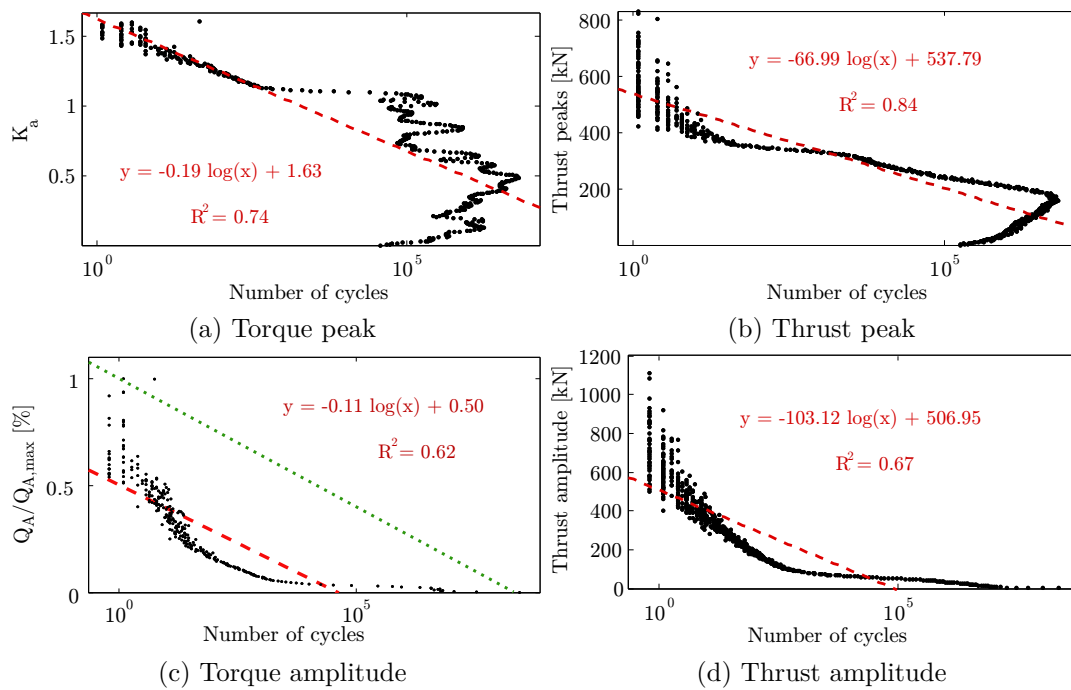 1.5
1
0.5
K_a
y = -0.19 log(x) + 1.63
R^2 = 0.74
10^0
10^5
Number of cycles
(a) Torque peak
800
600
400
200
Thrust peaks [kN]
y = -66.99 log(x) + 537.79
R^2 = 0.84
10^0
10^5
Number of cycles
(b) Thrust peak
1
0.5
0
Q_A/Q_A,max [%]
y = -0.11 log(x) + 0.50
R^2 = 0.62
10^0
10^5
Number of cycles
(c) Torque amplitude
1200
1000
800
600
400
200
0
Thrust amplitude [kN]
y = -103.12 log(x) + 506.95
R^2 = 0.67
10^0
10^5
Number of cycles
(d) Thrust amplitude